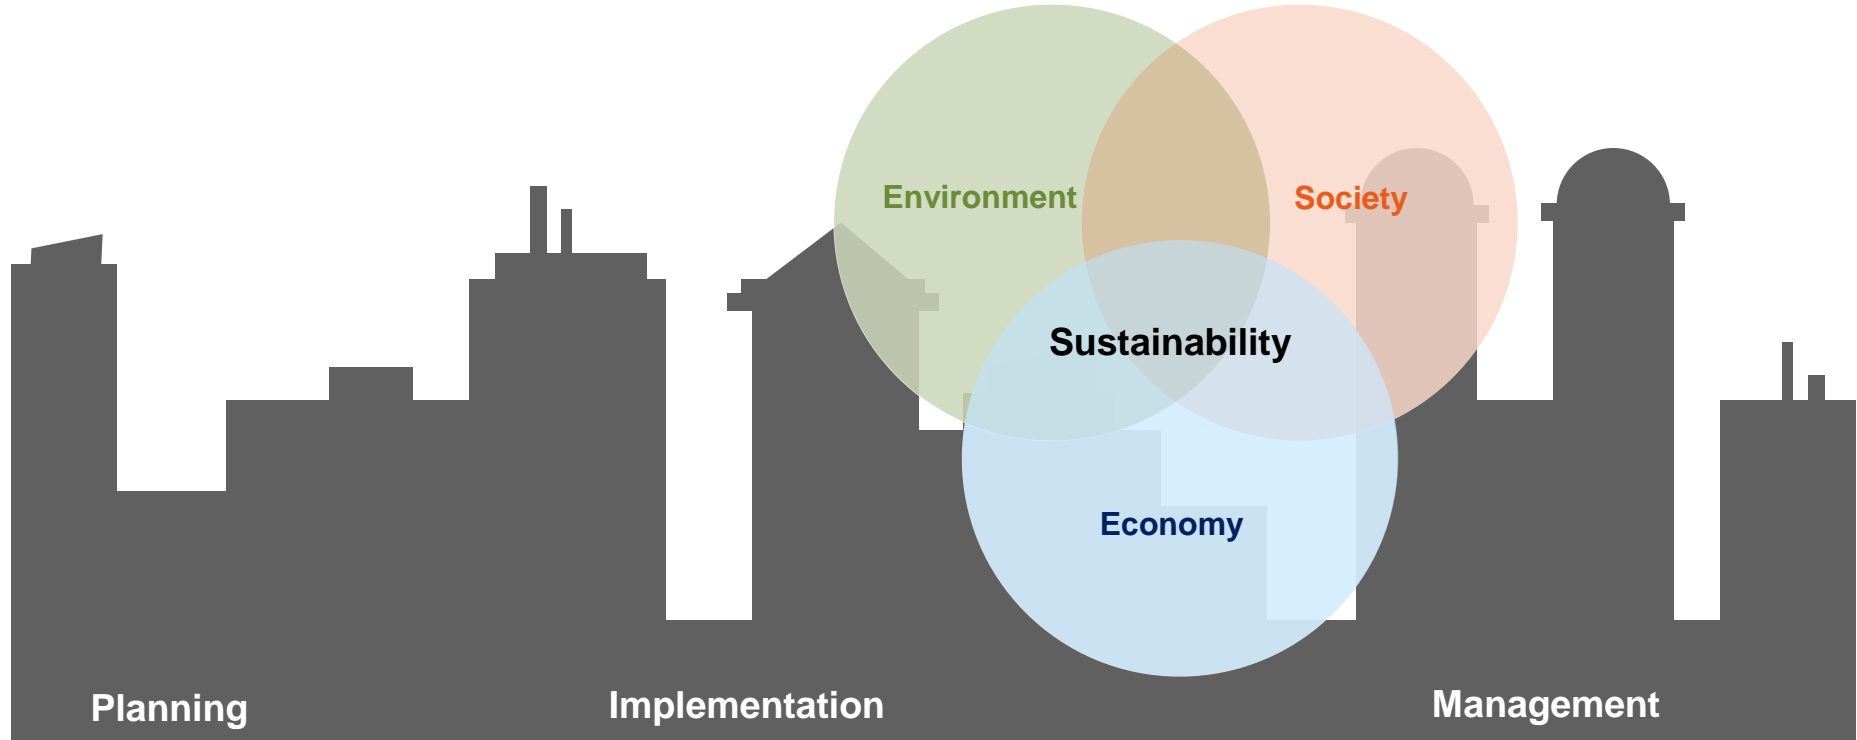 Environment
Society
Sustainability
Economy
Planning
Implementation
Management